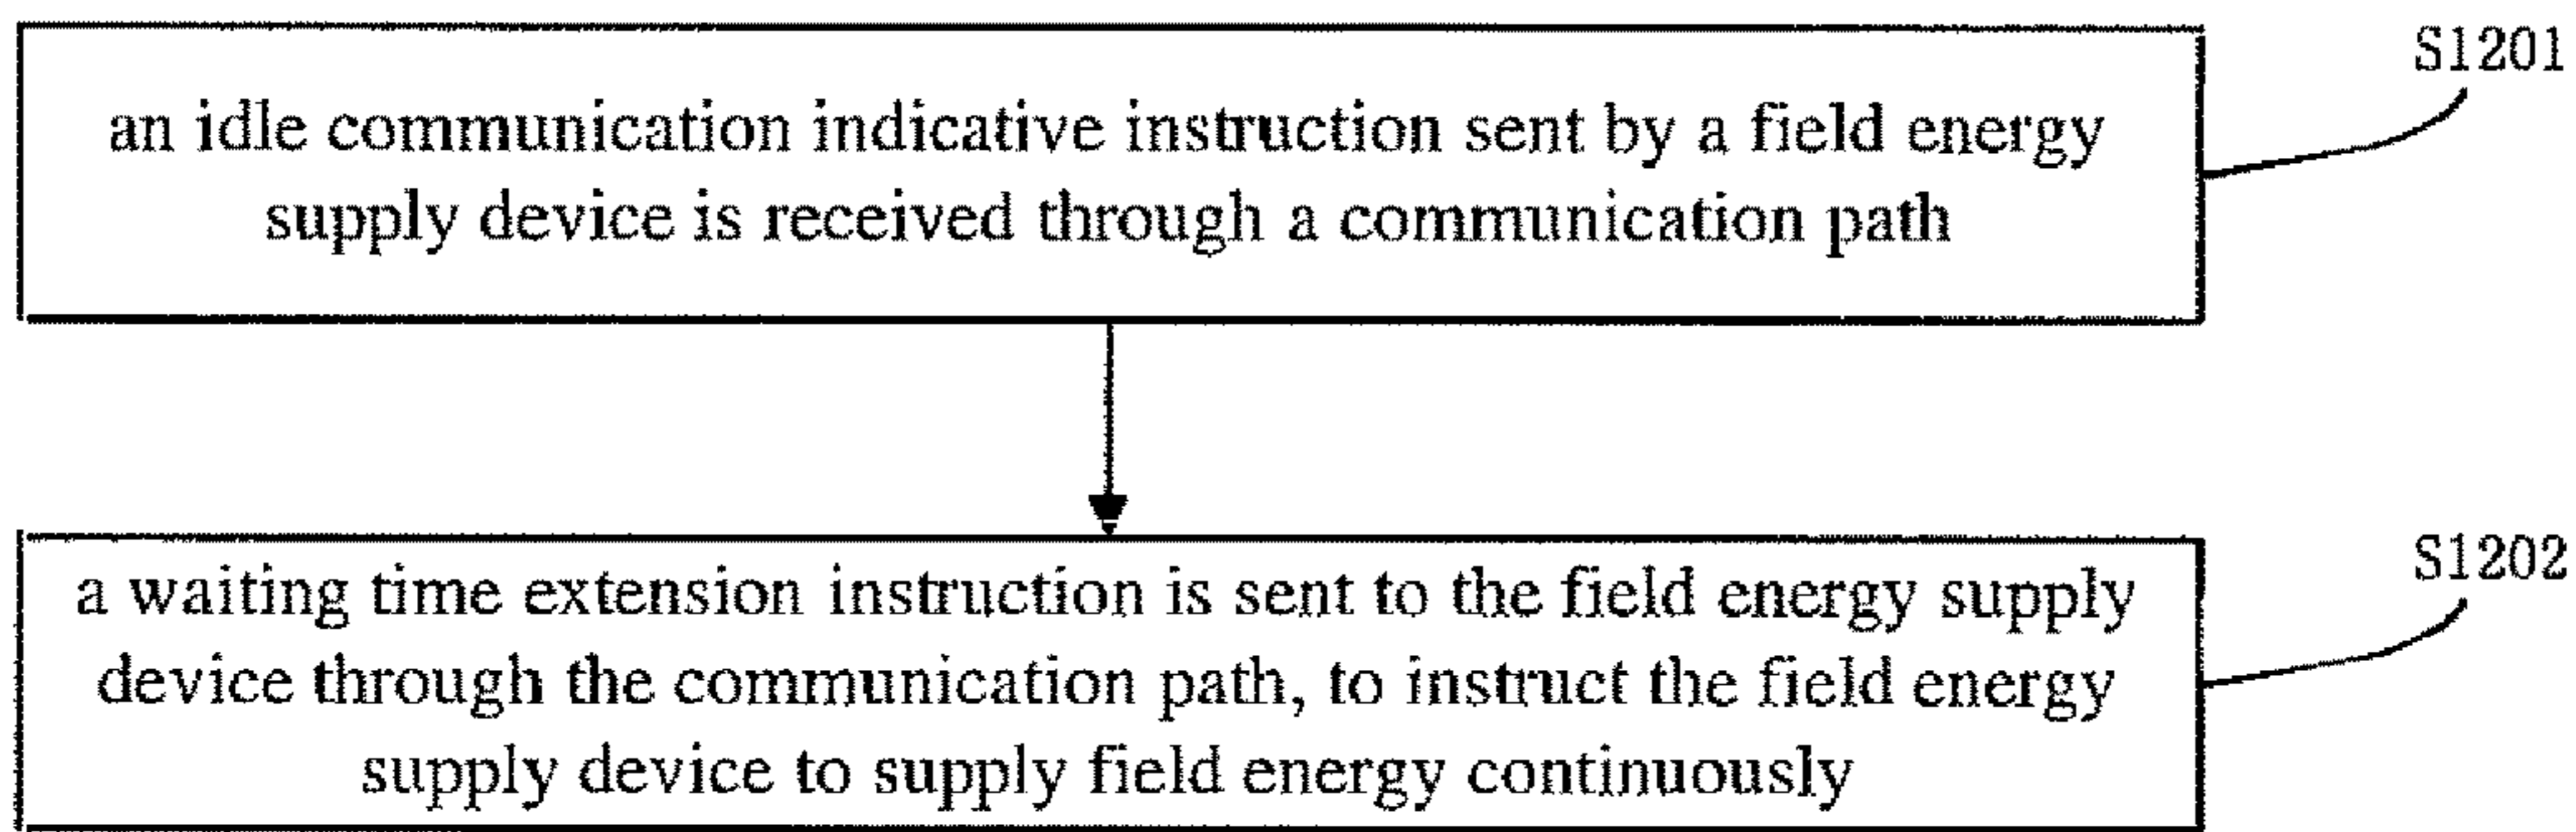 S1201
an idle communication indicative instruction sent by a field energy
supply device is received through a communication path
S1202
a waiting time extension instruction is sent to the field energy supply
device through the communication path, to instruct the field energy
supply device to supply field energy continuously